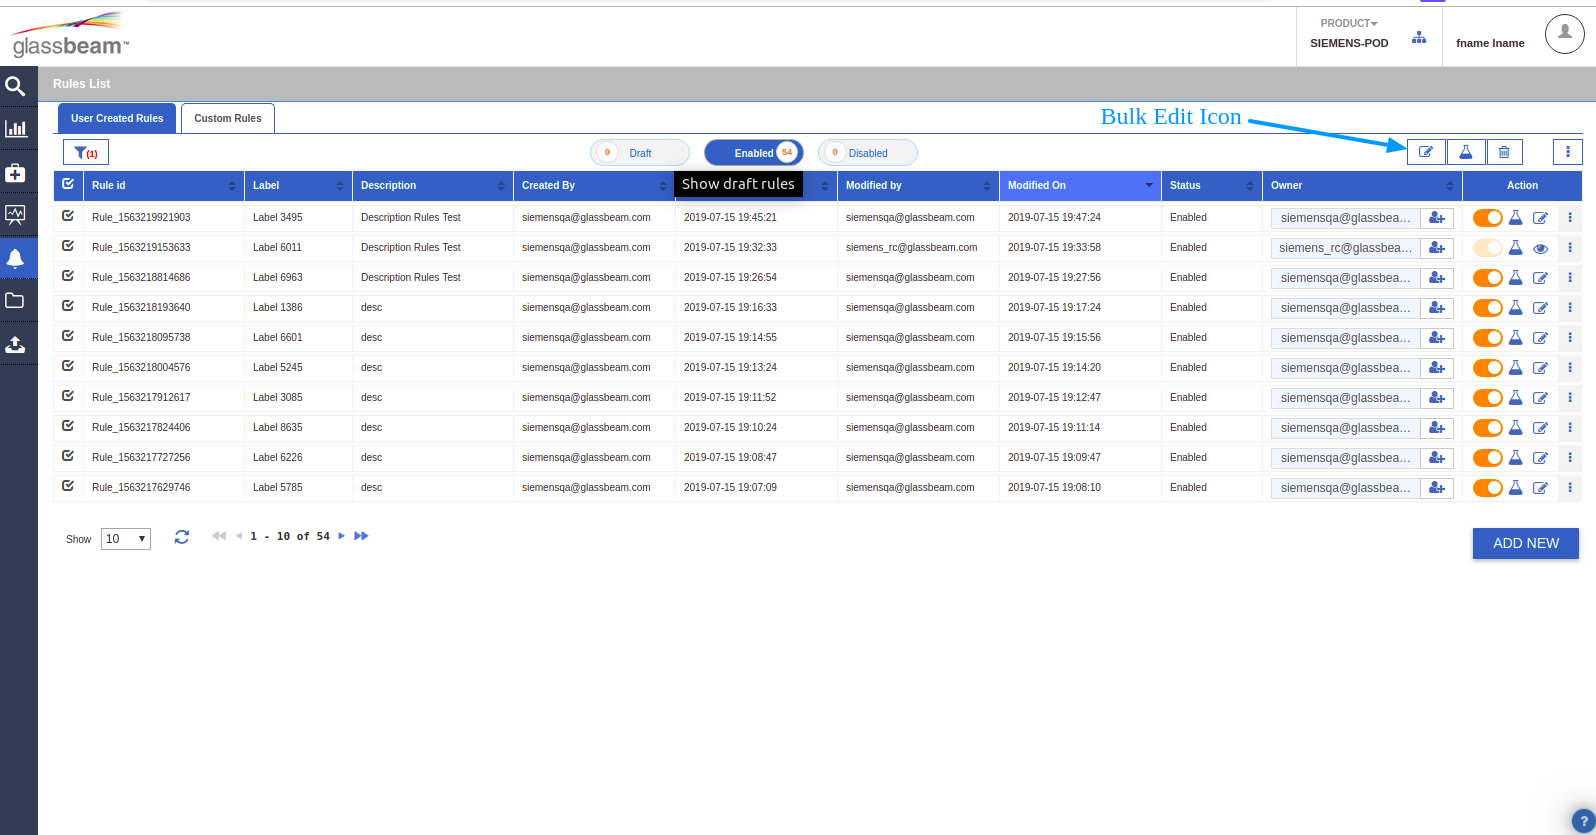 glassbeam™
PRODUCT
SIEMENS-POD
fname lname
Rules List
User Created Rules
Custom Rules
Bulk Edit Icon
(1)
0 Draft
Enabled 54
0 Disabled
Show draft rules
Rule id Label Description Created By Modified by Modified On Status Owner Action
Rule_1563219921903 Label 3495 Description Rules Test siemensqa@glassbeam.com 2019-07-15 19:45:21 siemensqa@glassbeam.com 2019-07-15 19:47:24 Enabled siemensqa@glassbea...
Rule_1563219153633 Label 6011 Description Rules Test siemensqa@glassbeam.com 2019-07-15 19:32:33 siemens_rc@glassbeam.com 2019-07-15 19:33:58 Enabled siemens_rc@glassbea...
Rule_1563218814686 Label 6963 Description Rules Test siemensqa@glassbeam.com 2019-07-15 19:26:54 siemensqa@glassbeam.com 2019-07-15 19:27:56 Enabled siemensqa@glassbea...
Rule_1563218193640 Label 1386 desc siemensqa@glassbeam.com 2019-07-15 19:16:33 siemensqa@glassbeam.com 2019-07-15 19:17:24 Enabled siemensqa@glassbea...
Rule_1563218095738 Label 6601 desc siemensqa@glassbeam.com 2019-07-15 19:14:55 siemensqa@glassbeam.com 2019-07-15 19:15:56 Enabled siemensqa@glassbea...
Rule_1563218004576 Label 5245 desc siemensqa@glassbeam.com 2019-07-15 19:13:24 siemensqa@glassbeam.com 2019-07-15 19:14:20 Enabled siemensqa@glassbea...
Rule_1563217912617 Label 3085 desc siemensqa@glassbeam.com 2019-07-15 19:11:52 siemensqa@glassbeam.com 2019-07-15 19:12:47 Enabled siemensqa@glassbea...
Rule_1563217824406 Label 8635 desc siemensqa@glassbeam.com 2019-07-15 19:10:24 siemensqa@glassbeam.com 2019-07-15 19:11:14 Enabled siemensqa@glassbea...
Rule_1563217727256 Label 6226 desc siemensqa@glassbeam.com 2019-07-15 19:08:47 siemensqa@glassbeam.com 2019-07-15 19:09:47 Enabled siemensqa@glassbea...
Rule_1563217629746 Label 5785 desc siemensqa@glassbeam.com 2019-07-15 19:07:09 siemensqa@glassbeam.com 2019-07-15 19:08:10 Enabled siemensqa@glassbea...
Show 10
1 - 10 of 54
ADD NEW
?